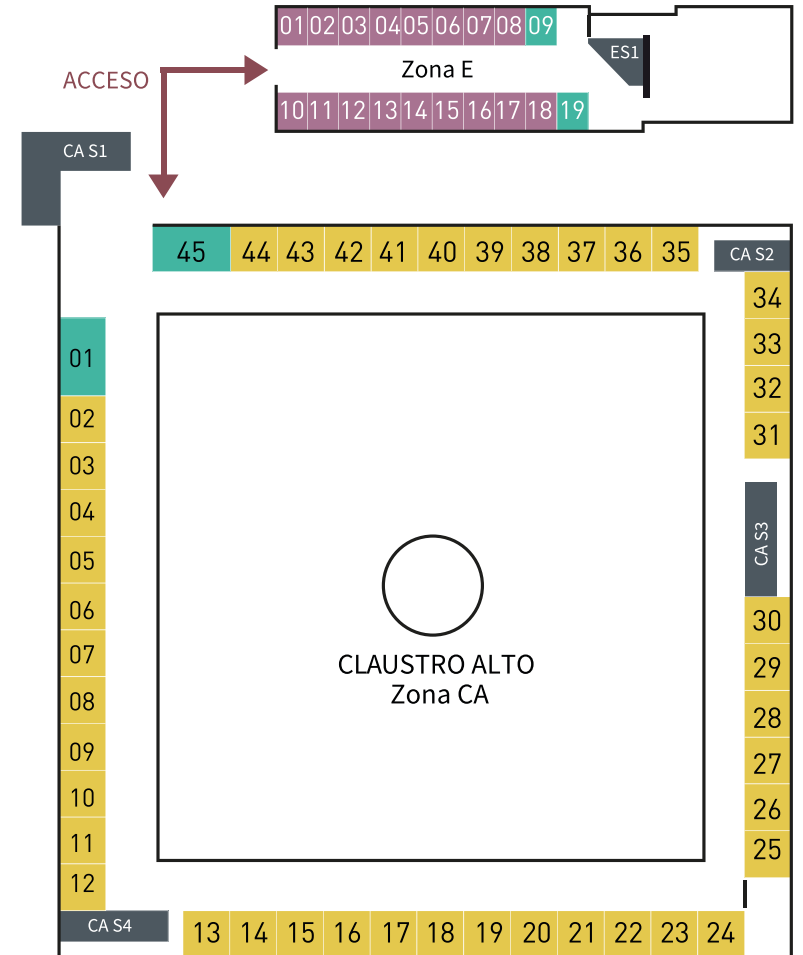 01 02 03 04 05 06 07 08 09
ES1
Zona E
ACCESO
10 11 12 13 14 15 16 17 18 19
CA S1
45 44 43 42 41 40 39 38 37 36 35
CA S2
34
33
32
31
CA S3
30
29
28
27
26
25
01
02
03
04
05
06
07
08
09
10
11
12
CLAUSTRO ALTO
Zona CA
CA S4
13 14 15 16 17 18 19 20 21 22 23 24